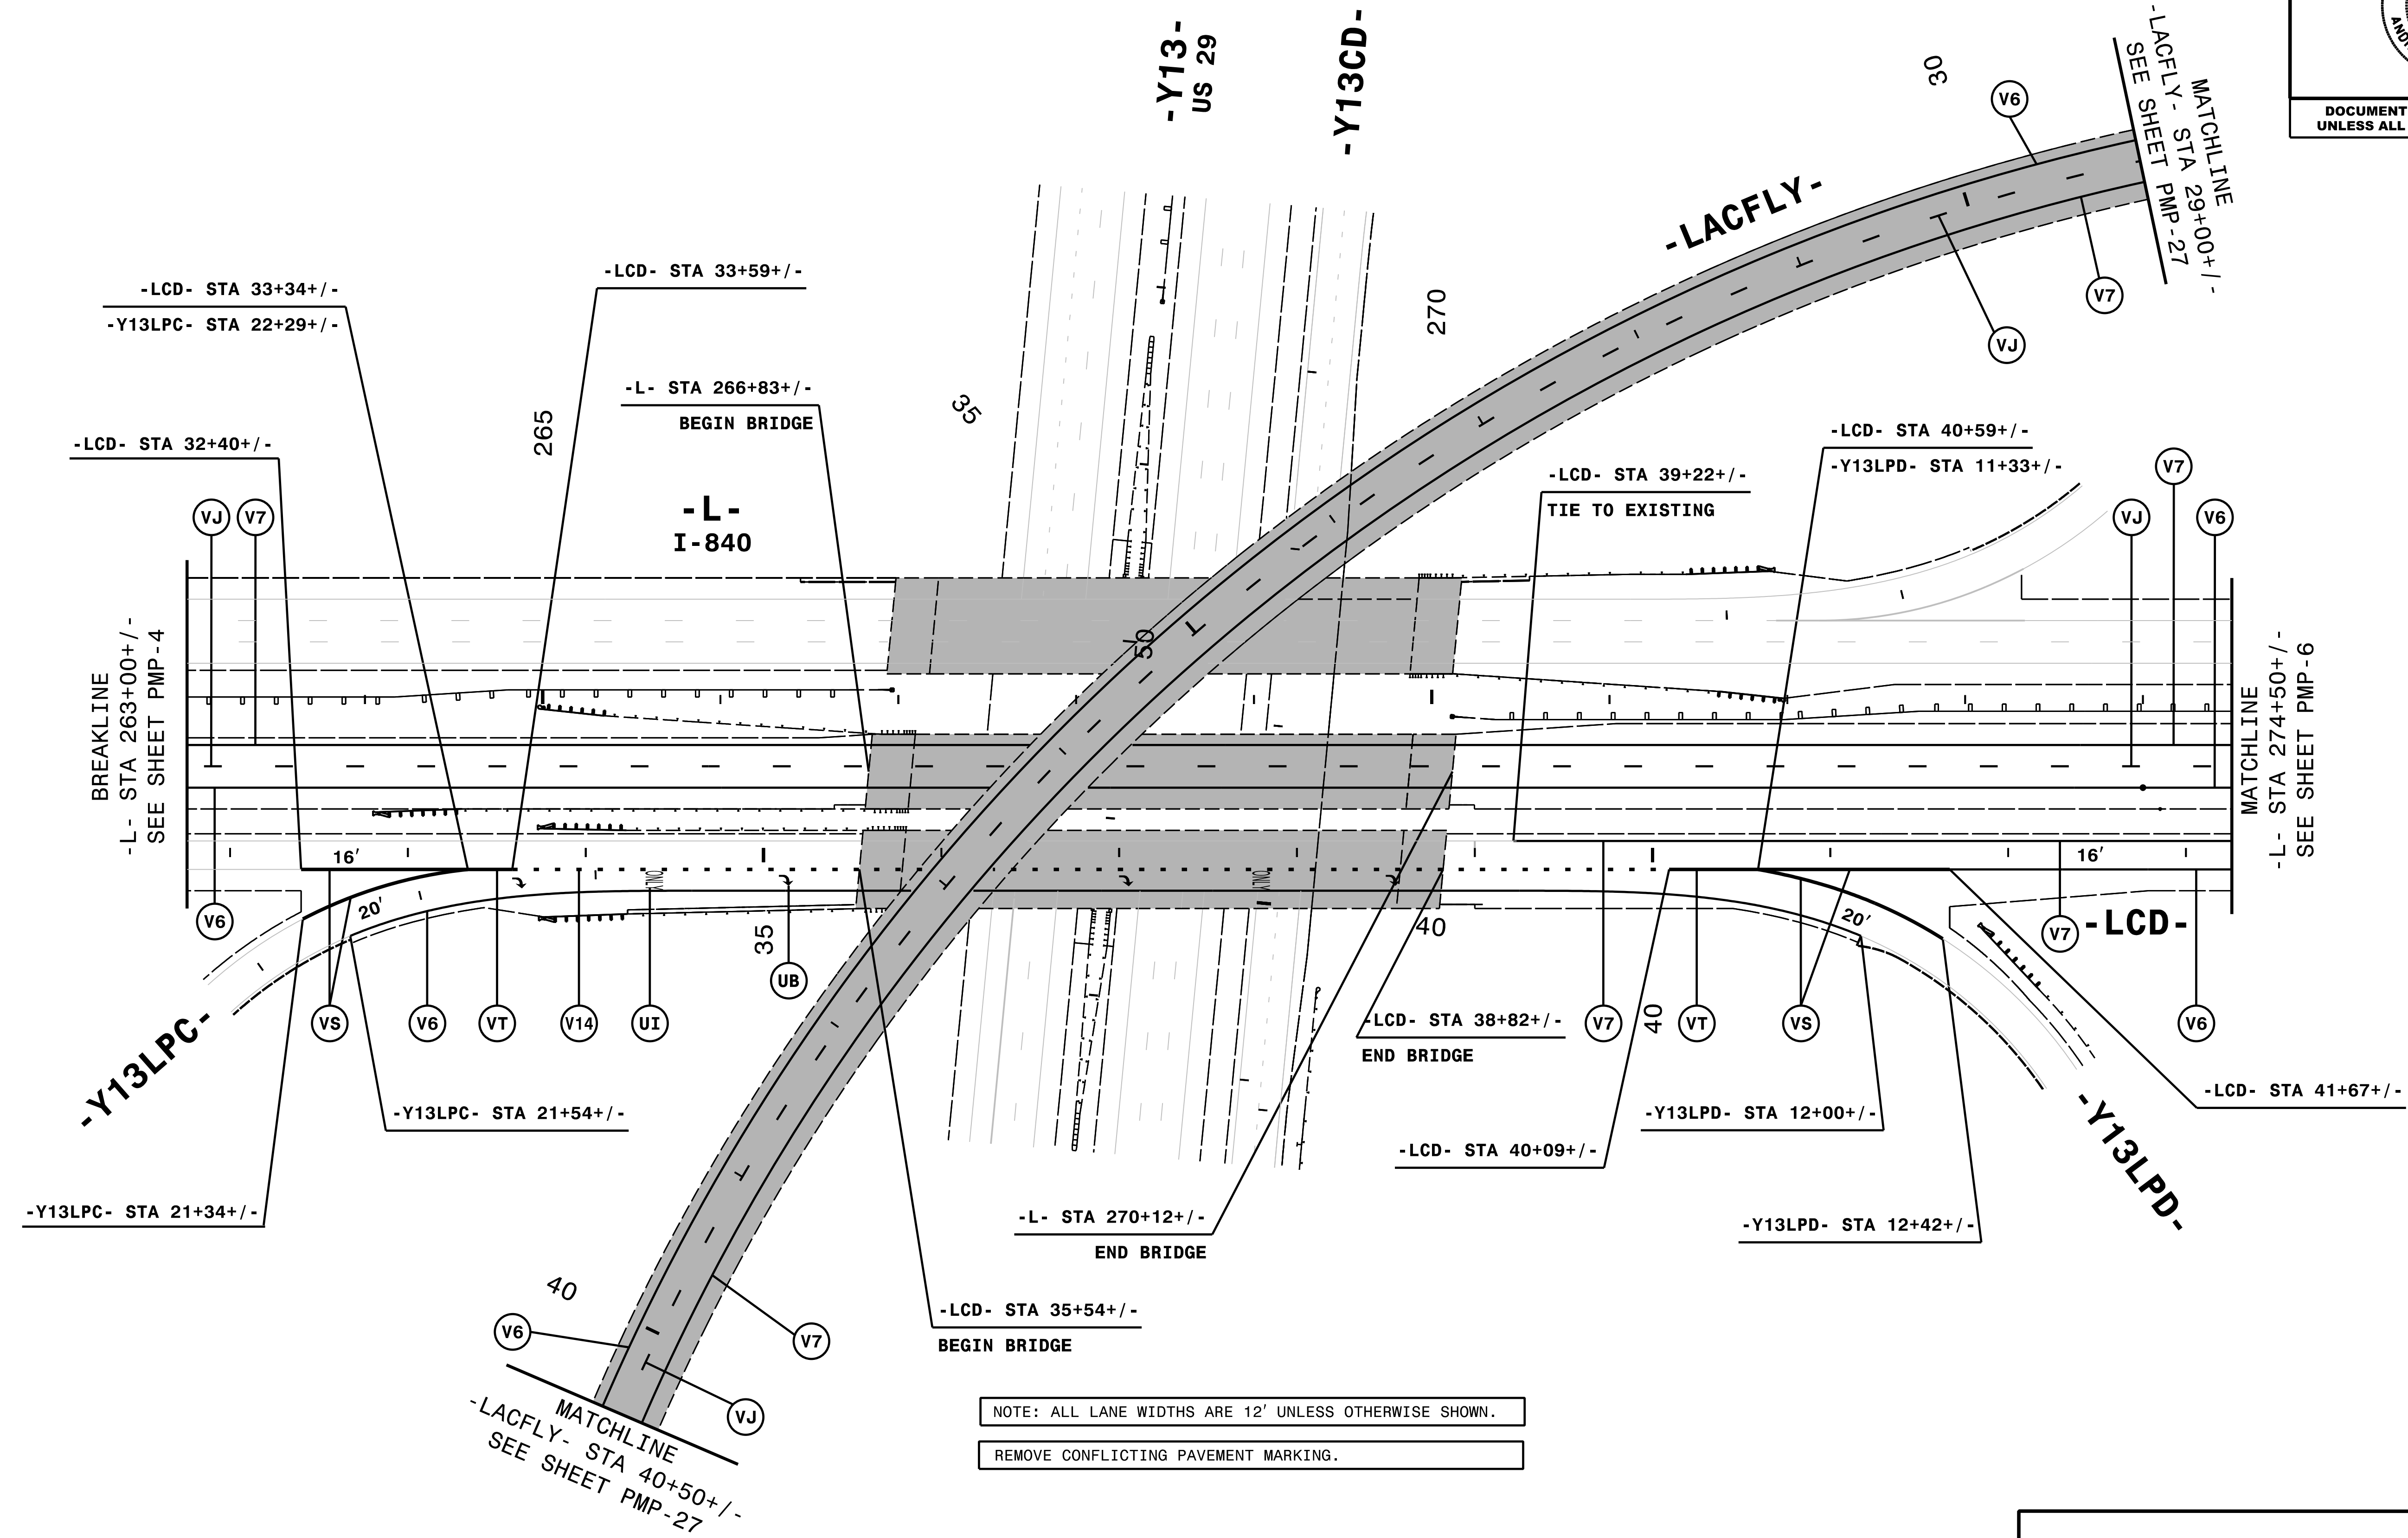 -Y13-
US 29
-Y13CD-
30
V6
MATCHLINE
-LACFLY- STA 29+00+/-
SEE SHEET PMP-27
DOCUMENT
UNLESS ALL
-LACFLY-
V7
VJ
270
-LCD- STA 33+59+/-
-LCD- STA 33+34+/-
-Y13LPC- STA 22+29+/-
-L- STA 266+83+/-
BEGIN BRIDGE
35
265
-LCD- STA 32+40+/-
-LCD- STA 40+59+/-
-Y13LPD- STA 11+33+/-
-LCD- STA 39+22+/-
TIE TO EXISTING
V7
VJ
V6
VJ
V7
-L-
I-840
BREAKLINE
-L- STA 263+00+/-
SEE SHEET PMP-4
50
MATCHLINE
-L- STA 274+50+/-
SEE SHEET PMP-6
16'
16'
ONLY
ONLY
20'
20'
V6
35
40
V7
-LCD-
UB
VS
V6
VT
V14
UI
-LCD- STA 38+82+/-
END BRIDGE
V7
40
VT
VS
V6
-Y13LPC-
-Y13LPC- STA 21+54+/-
-Y13LPD- STA 12+00+/-
-LCD- STA 41+67+/-
-LCD- STA 40+09+/-
-Y13LPD-
-Y13LPC- STA 21+34+/-
-L- STA 270+12+/-
END BRIDGE
-Y13LPD- STA 12+42+/-
40
-LCD- STA 35+54+/-
BEGIN BRIDGE
V6
V7
VJ
MATCHLINE
-LACFLY- STA 40+50+/-
SEE SHEET PMP-27
NOTE: ALL LANE WIDTHS ARE 12' UNLESS OTHERWISE SHOWN.
REMOVE CONFLICTING PAVEMENT MARKING.